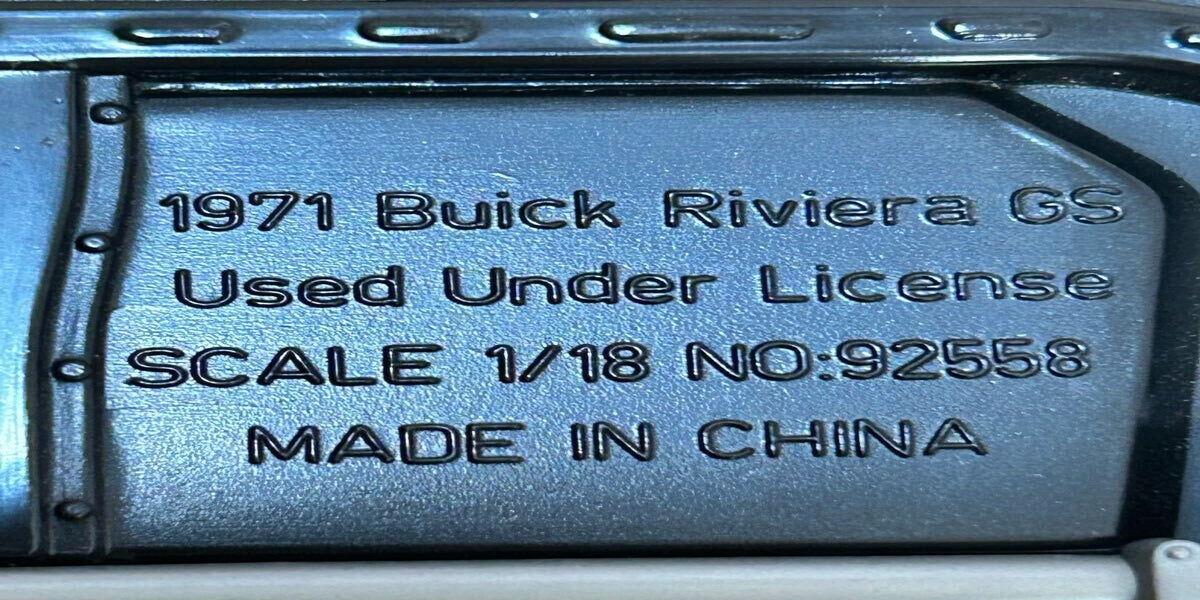 1971 Buick Riviera GS
Used Under License
SCALE 1/18 NO:92558
MADE IN CHINA